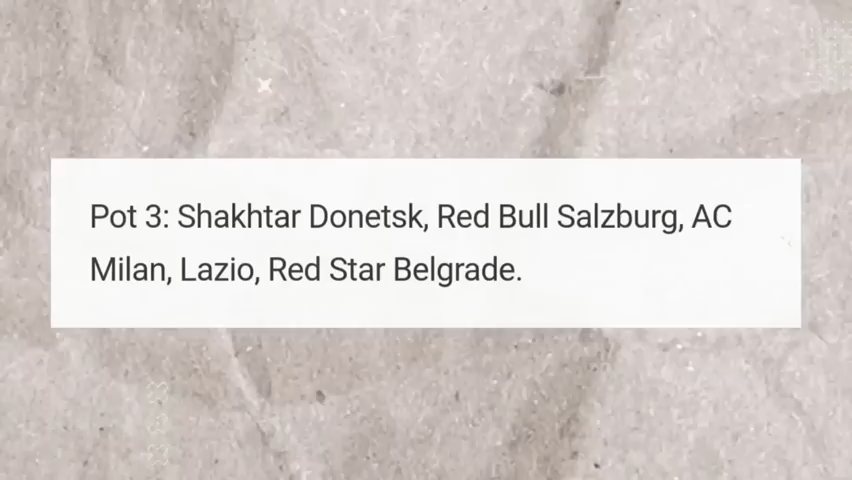 Pot 3: Shakhtar Donetsk, Red Bull Salzburg, AC
Milan, Lazio, Red Star Belgrade.